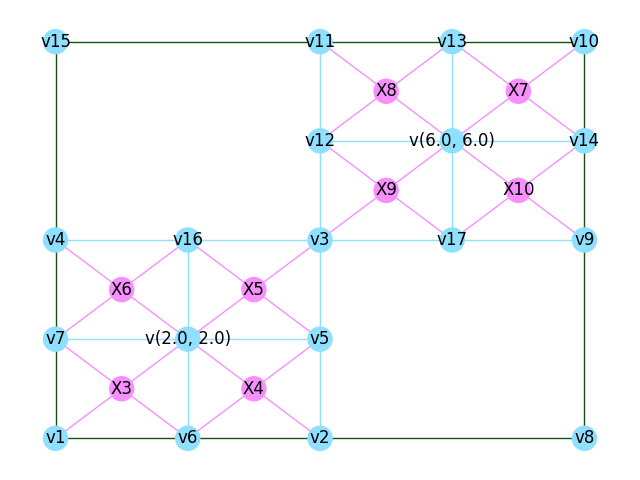 v15 v11 v13 v10
X8 X7
v12 v(6.0, 6.0) v14
X9 X10
v4 v16 v3 v17 v9
X6 X5
v7 v(2.0, 2.0) v5
X3 X4
v1 v6 v2 v8